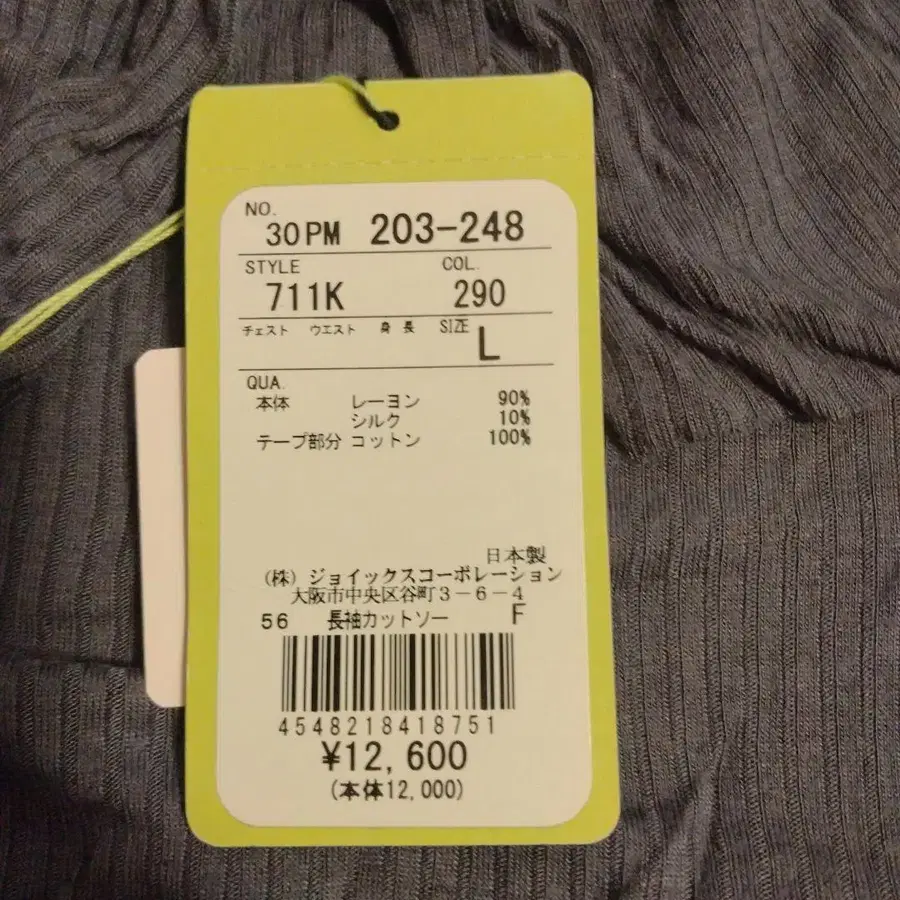 NO.
30PM 203-248
STYLE COL.
711K 290
チェスト ウエスト 身長 SIZE
L
QUA.
本体 レーヨン 90%
シルク 10%
テープ部分 コットン 100%
日本製
(株) ジョイックスコーポレーション
大阪市中央区谷町3-6-4
56 長袖カットソー F
4548218418751
¥12,600
(本体12,000)